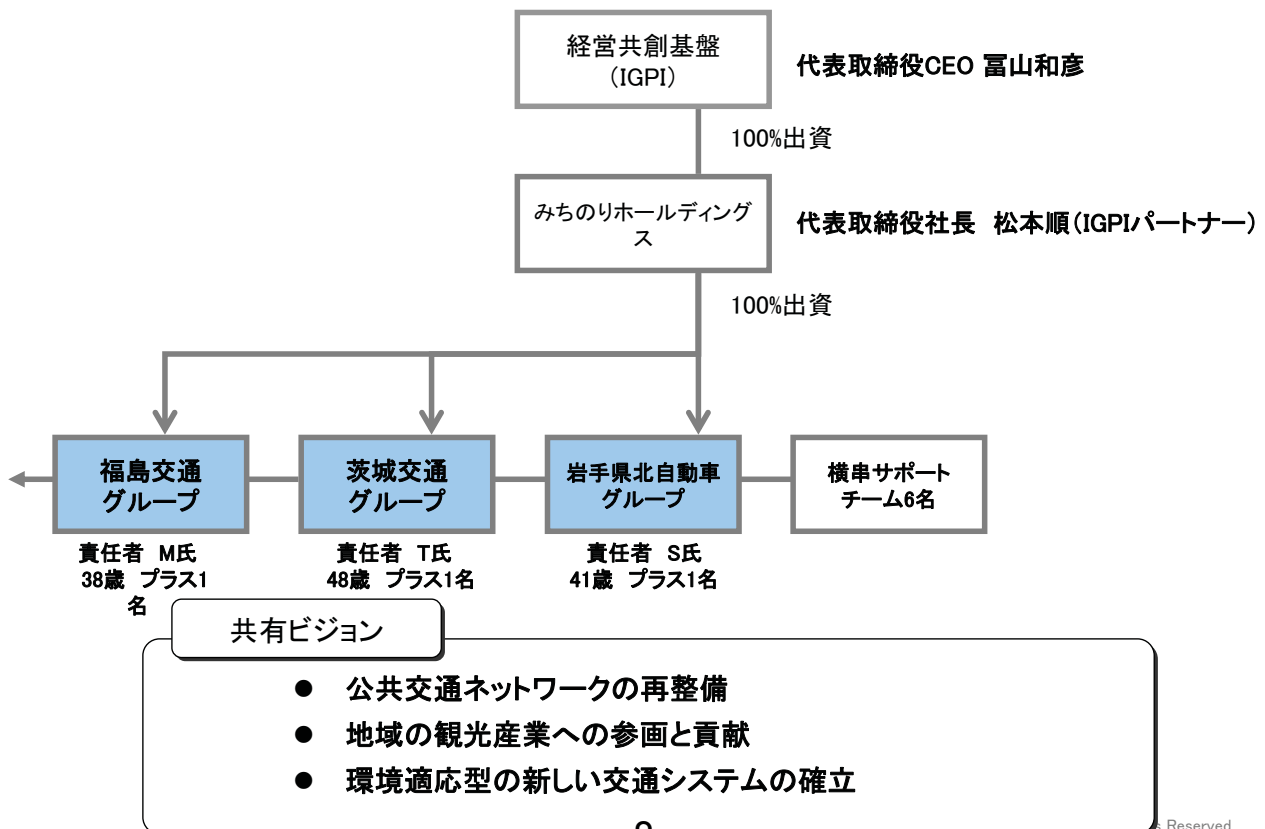 経営共創基盤
(IGPI)
代表取締役CEO 冨山和彦
100%出資
みちのりホールディング
ス
代表取締役社長 松本順(IGPIパートナー)
100%出資
福島交通
グループ
茨城交通
グループ
岩手県北自動車
グループ
横串サポート
チーム6名
責任者 M氏
38歳 プラス1
名
責任者 T氏
48歳 プラス1名
責任者 S氏
41歳 プラス1名
共有ビジョン
● 公共交通ネットワークの再整備
● 地域の観光産業への参画と貢献
● 環境適応型の新しい交通システムの確立
Reserved